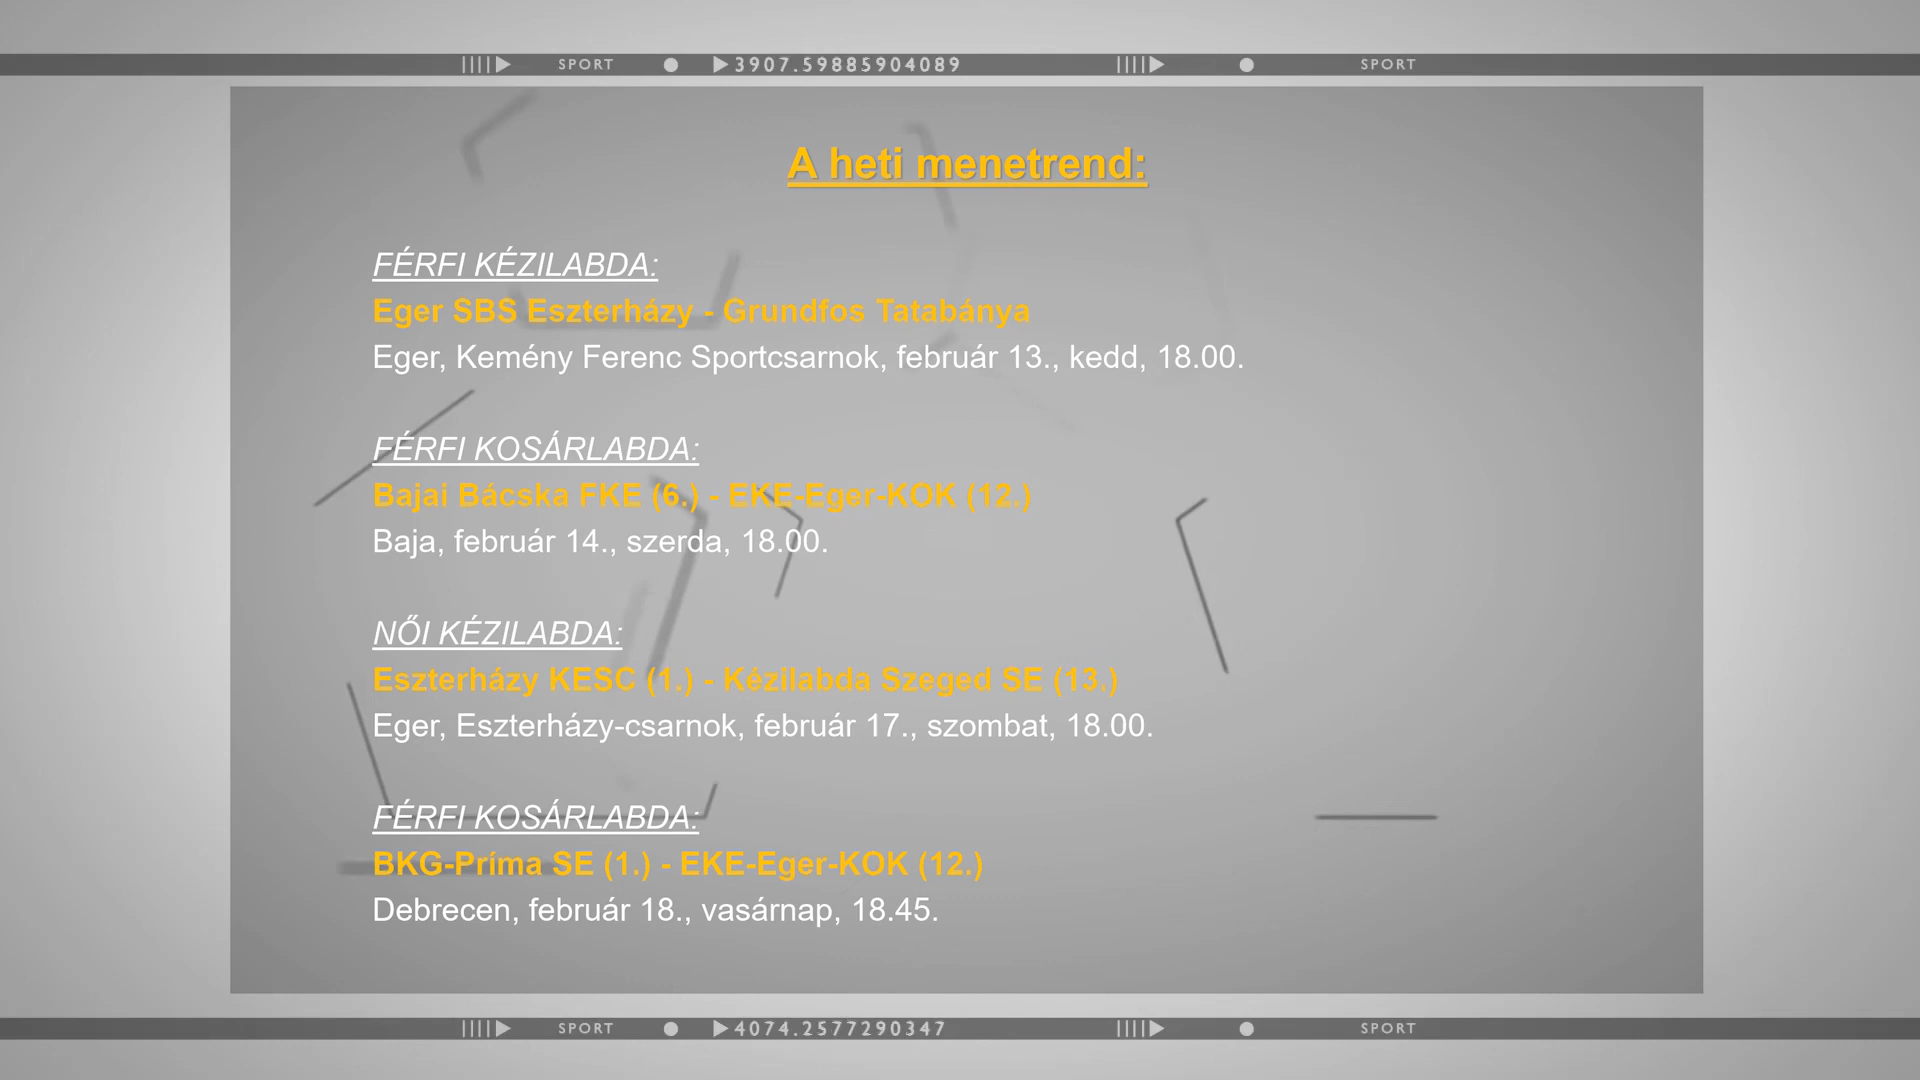 SPORT 3907.59885904089 SPORT
A heti menetrend:
FÉRFI KÉZILABDA:
Eger SBS Eszterházy - Grundfos Tatabánya
Eger, Kemény Ferenc Sportcsarnok, február 13., kedd, 18.00.
FÉRFI KOSÁRLABDA:
Bajai Bácska FKE (6.) - EKE-Eger-KOK (12.)
Baja, február 14., szerda, 18.00.
NŐI KÉZILABDA:
Eszterházy KESC (1.) - Kézilabda Szeged SE (13.)
Eger, Eszterházy-csarnok, február 17., szombat, 18.00.
FÉRFI KOSÁRLABDA:
BKG-Príma SE (1.) - EKE-Eger-KOK (12.)
Debrecen, február 18., vasárnap, 18.45.
SPORT 4074.2577290347 SPORT